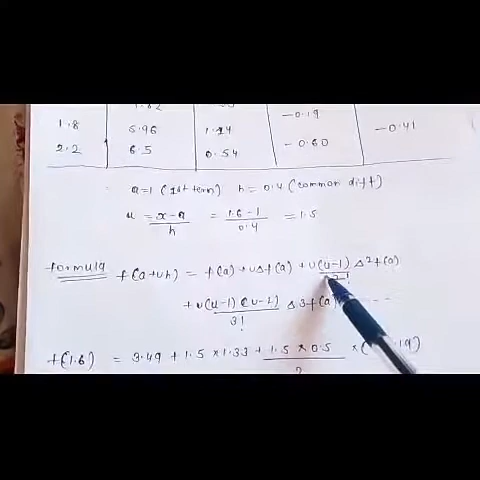 1.8 5.96 1.14 -0.19 -0.41
2.2 6.5 0.54 -0.60
a=1 (1st term) h=0.4 (common diff)
u = x-a/h = 1.6-1/0.4 = 1.5
formula f(a+uh) = f(a)+uΔf(a) + u(u-1)/2! Δ²f(a)
+ u(u-1)(u-2)/3! Δ3f(a) - - -
f(1.6) = 3.49 + 1.5 × 1.33 + 1.5 × 0.5/2 × ( .19)